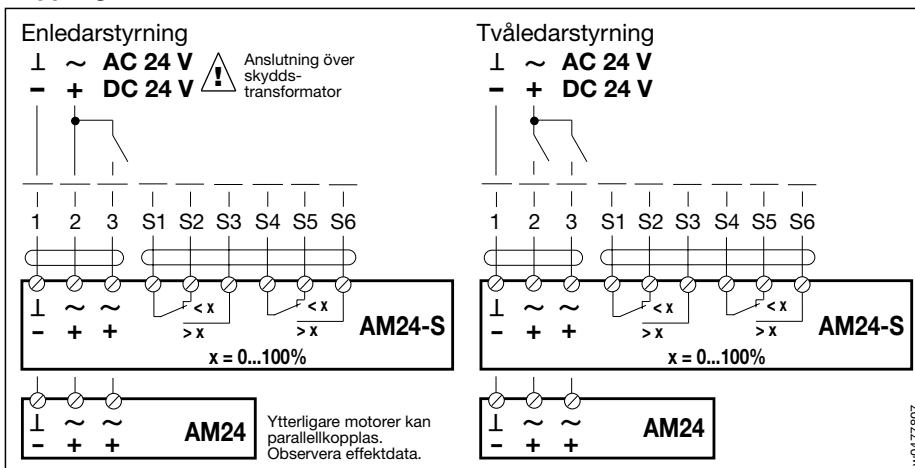 Enledarstyrning
⊥ ~ AC 24 V
− + DC 24 V
Anslutning över
skydds-
transformator
1 2 3 S1 S2 S3 S4 S5 S6
⊥ ~ ~
− + +
< x
> x
< x
> x
AM24-S
x = 0...100%
⊥ ~ ~
− + +
AM24
Ytterligare motorer kan
parallellkopplas.
Observera effektdata.
Tvåledarstyrning
⊥ ~ AC 24 V
− + DC 24 V
1 2 3 S1 S2 S3 S4 S5 S6
⊥ ~ ~
− + +
< x
> x
< x
> x
AM24-S
x = 0...100%
⊥ ~ ~
− + +
AM24